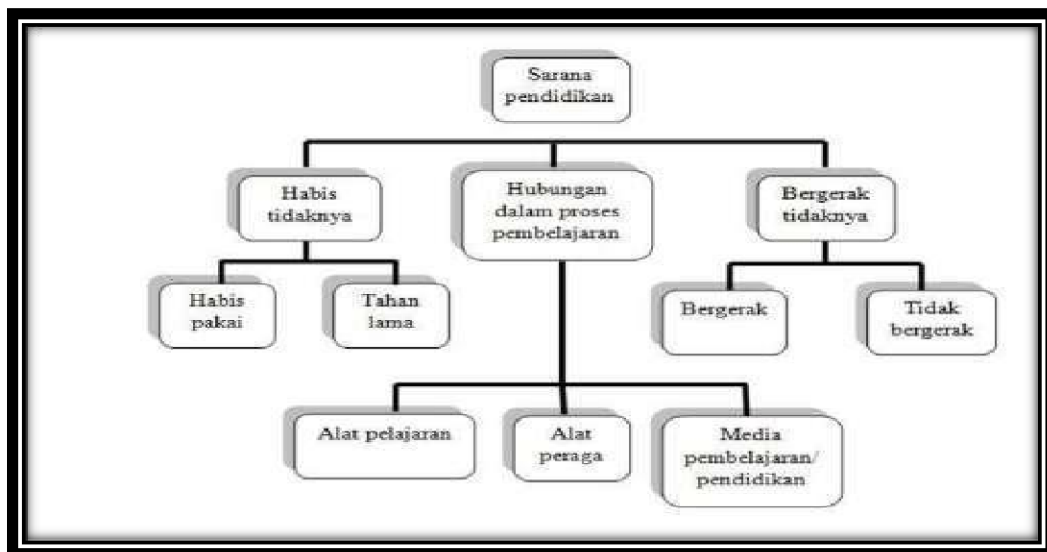 Sarana
pendidikan
Habis
tidaknya
Hubungan
dalam proses
pembelajaran
Bergerak
tidaknya
Habis
pakai
Tahan
lama
Bergerak
Tidak
bergerak
Alat pelajaran
Alat
peraga
Media
pembelajaran/
pendidikan